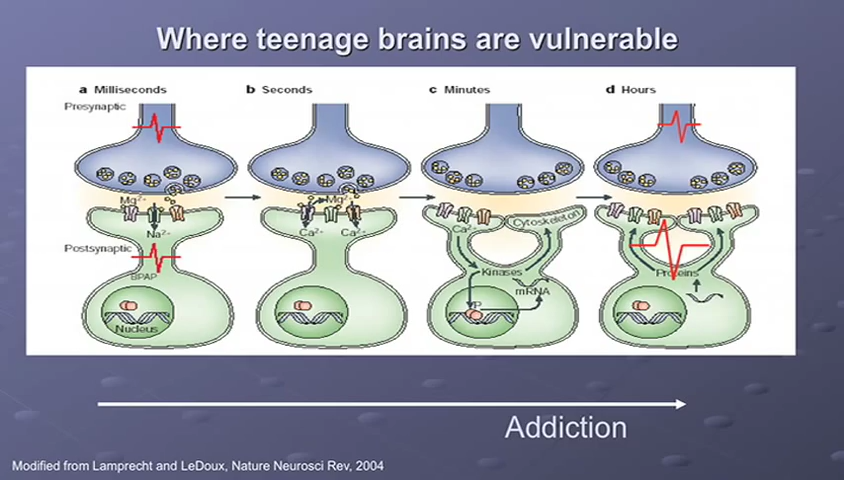 Where teenage brains are vulnerable
a Milliseconds
b Seconds
c Minutes
d Hours
Presynaptic
Mg²⁺
Mg²⁺
Na²⁺
Ca²⁺ Ca²⁺
Ca²⁺
Cytoskeleton
Postsynaptic
BPAP
Kinases
mRNA
P
Proteins
Nucleus
Addiction
Modified from Lamprecht and LeDoux, Nature Neurosci Rev, 2004